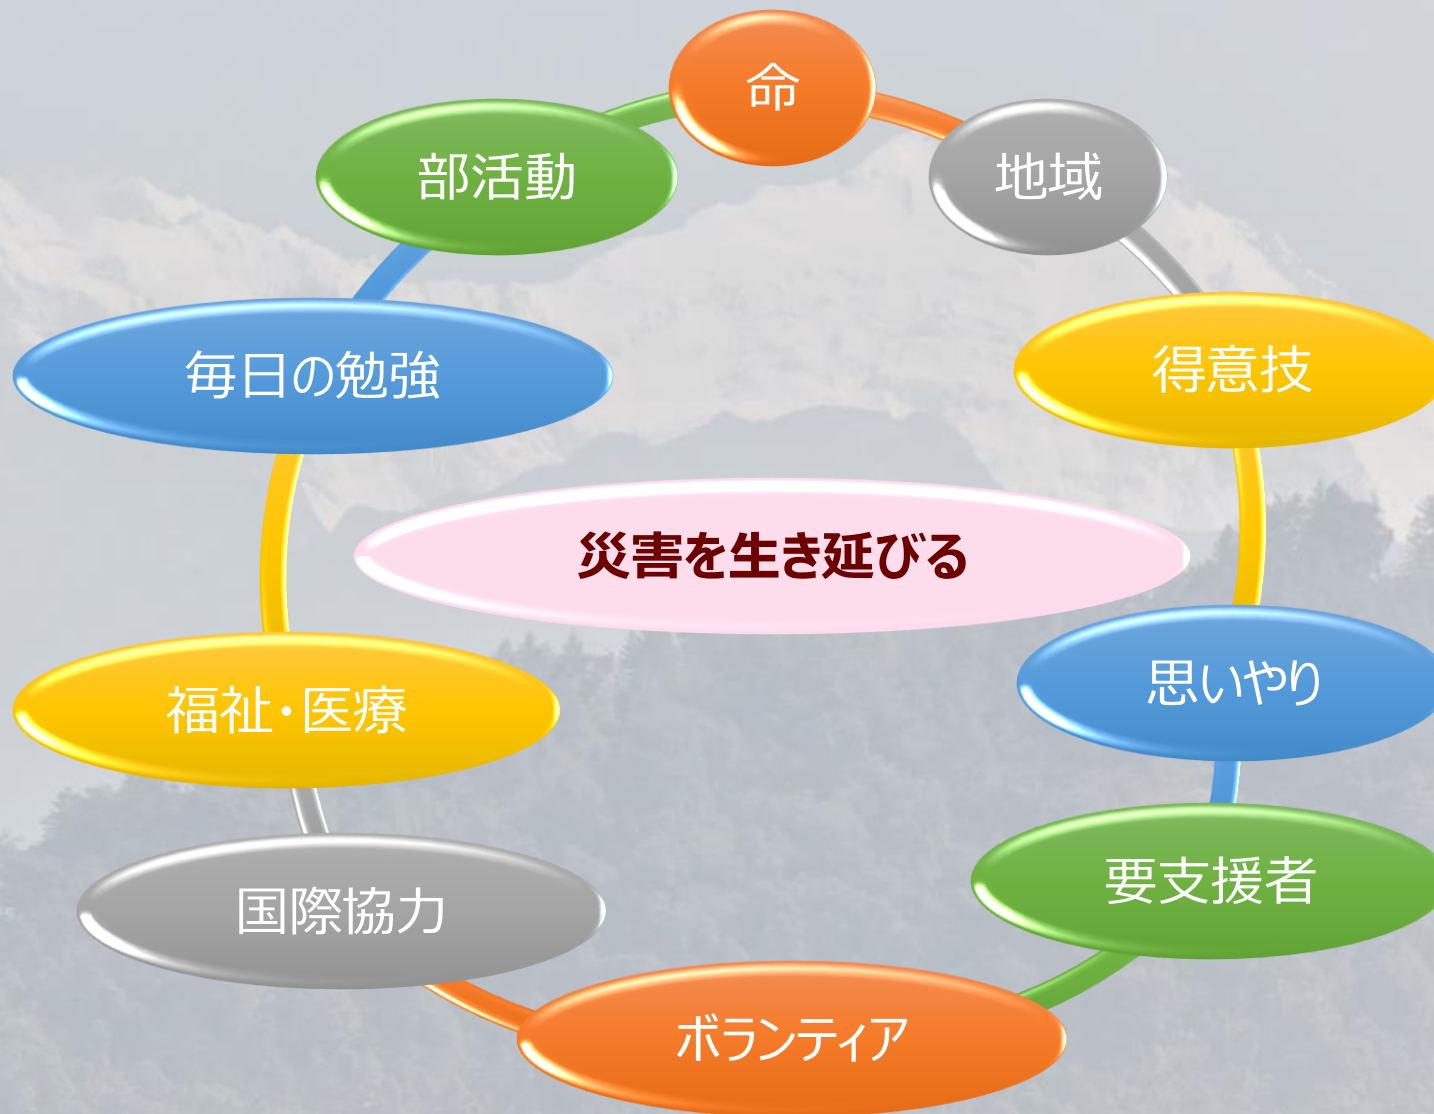 命
地域
得意技
思いやり
要支援者
ボランティア
国際協力
福祉・医療
毎日の勉強
部活動
災害を生き延びる